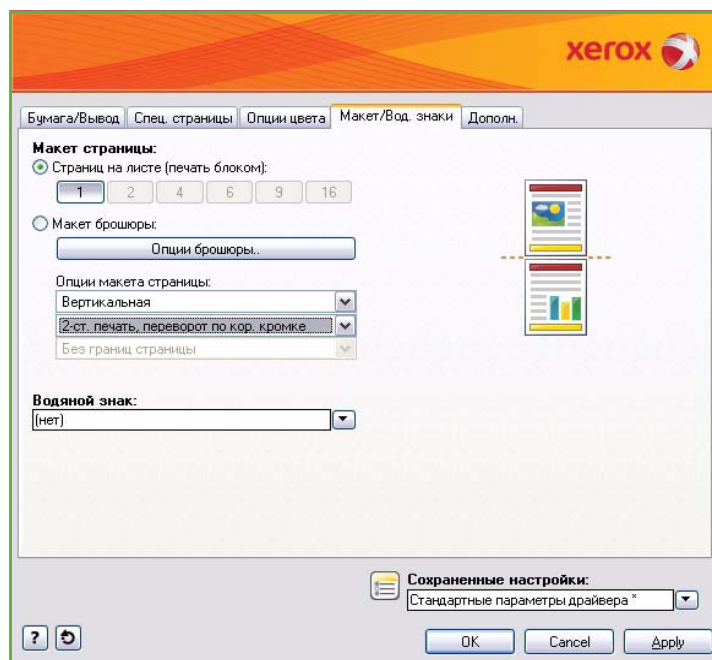 xerox
Бумага/Вывод Спец. страницы Опции цвета Макет/Вод. знаки Дополн.
Макет страницы:
Страниц на листе (печать блоком):
1 2 4 6 9 16
Макет брошюры:
Опции брошюры..
Опции макета страницы:
Вертикальная
2-ст. печать, переворот по кор. кромке
Без границ страницы
Водяной знак:
(нет)
Сохраненные настройки:
Стандартные параметры драйвера *
? OK Cancel Apply